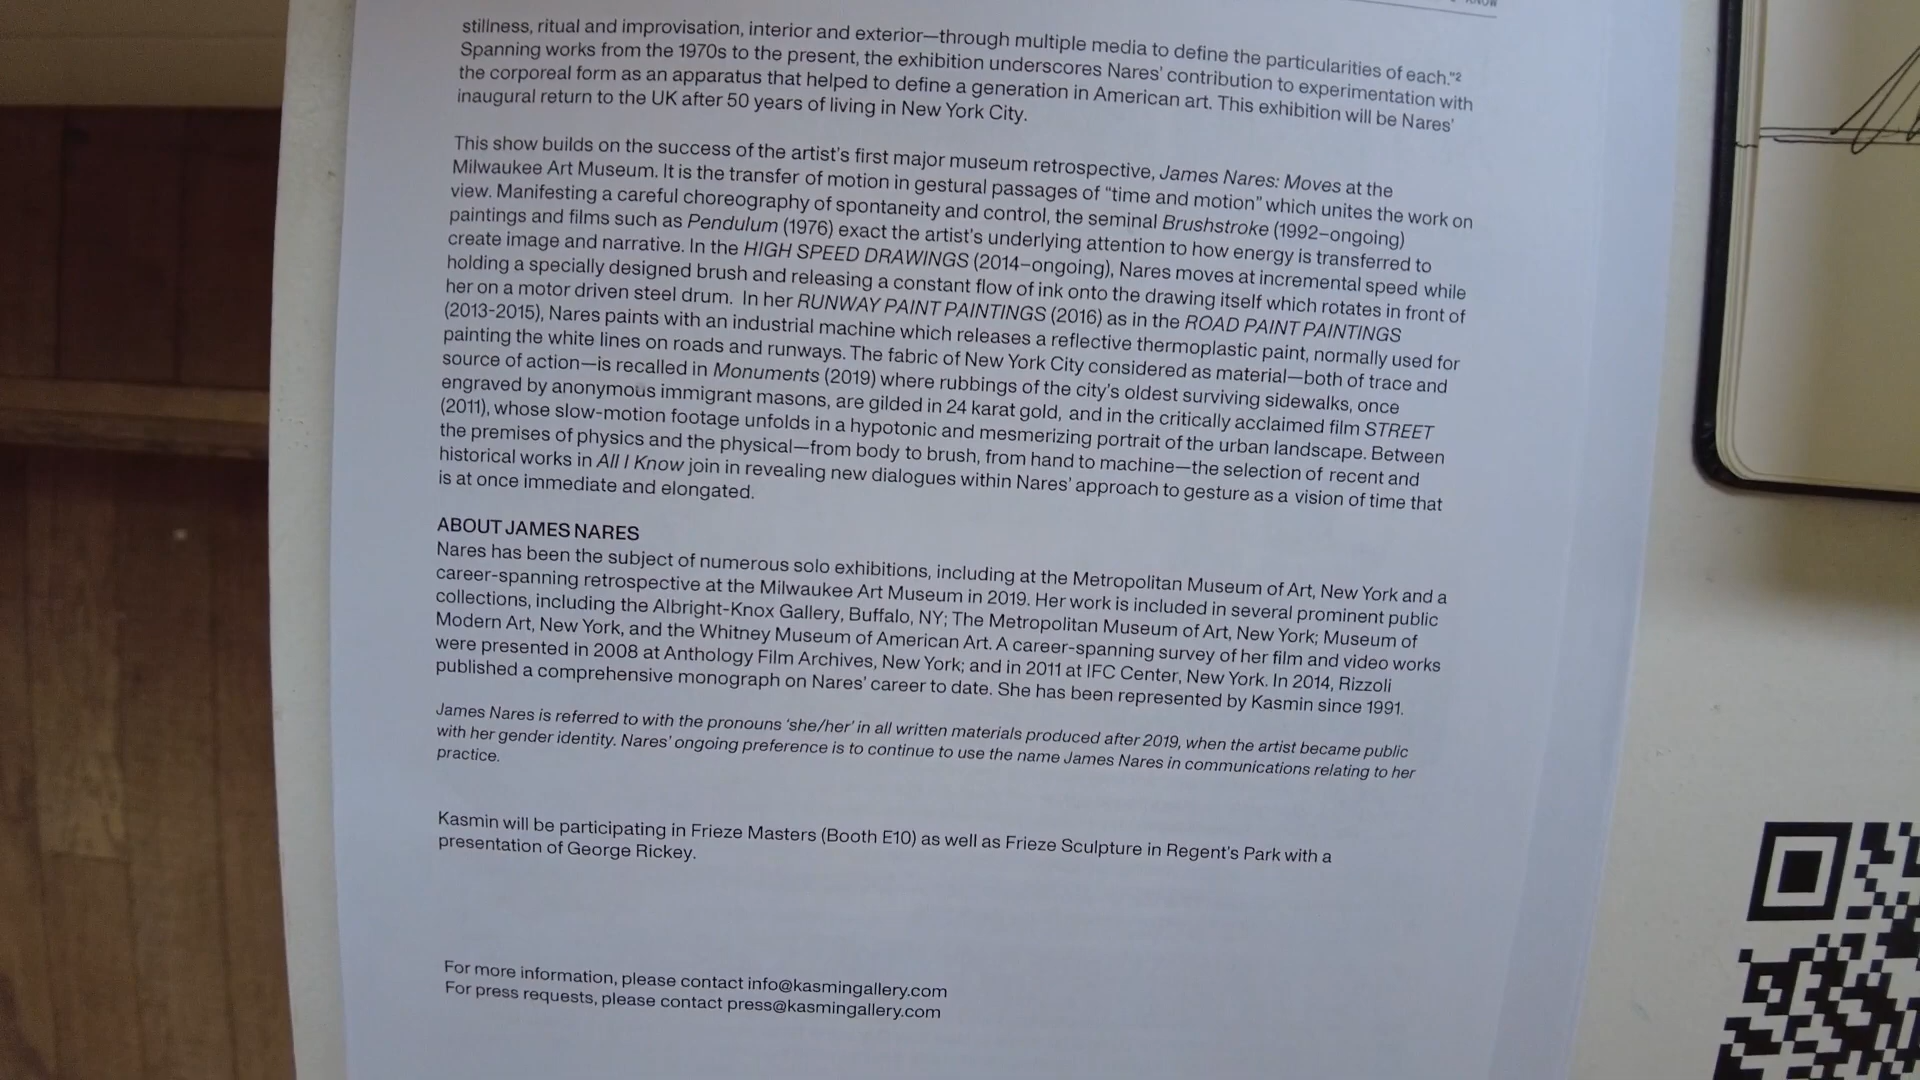 KNOW
stillness, ritual and improvisation, interior and exterior—through multiple media to define the particularities of each."2
Spanning works from the 1970s to the present, the exhibition underscores Nares' contribution to experimentation with
the corporeal form as an apparatus that helped to define a generation in American art. This exhibition will be Nares'
inaugural return to the UK after 50 years of living in New York City.
This show builds on the success of the artist's first major museum retrospective, James Nares: Moves at the
Milwaukee Art Museum. It is the transfer of motion in gestural passages of "time and motion" which unites the work on
view. Manifesting a careful choreography of spontaneity and control, the seminal Brushstroke (1992–ongoing)
paintings and films such as Pendulum (1976) exact the artist's underlying attention to how energy is transferred to
create image and narrative. In the HIGH SPEED DRAWINGS (2014–ongoing), Nares moves at incremental speed while
holding a specially designed brush and releasing a constant flow of ink onto the drawing itself which rotates in front of
her on a motor driven steel drum. In her RUNWAY PAINT PAINTINGS (2016) as in the ROAD PAINT PAINTINGS
(2013-2015), Nares paints with an industrial machine which releases a reflective thermoplastic paint, normally used for
painting the white lines on roads and runways. The fabric of New York City considered as material—both of trace and
source of action—is recalled in Monuments (2019) where rubbings of the city's oldest surviving sidewalks, once
engraved by anonymous immigrant masons, are gilded in 24 karat gold, and in the critically acclaimed film STREET
(2011), whose slow-motion footage unfolds in a hypotonic and mesmerizing portrait of the urban landscape. Between
the premises of physics and the physical—from body to brush, from hand to machine—the selection of recent and
historical works in All I Know join in revealing new dialogues within Nares' approach to gesture as a vision of time that
is at once immediate and elongated.
ABOUT JAMES NARES
Nares has been the subject of numerous solo exhibitions, including at the Metropolitan Museum of Art, New York and a
career-spanning retrospective at the Milwaukee Art Museum in 2019. Her work is included in several prominent public
collections, including the Albright-Knox Gallery, Buffalo, NY; The Metropolitan Museum of Art, New York; Museum of
Modern Art, New York, and the Whitney Museum of American Art. A career-spanning survey of her film and video works
were presented in 2008 at Anthology Film Archives, New York; and in 2011 at IFC Center, New York. In 2014, Rizzoli
published a comprehensive monograph on Nares' career to date. She has been represented by Kasmin since 1991.
James Nares is referred to with the pronouns 'she/her' in all written materials produced after 2019, when the artist became public
with her gender identity. Nares' ongoing preference is to continue to use the name James Nares in communications relating to her
practice.
Kasmin will be participating in Frieze Masters (Booth E10) as well as Frieze Sculpture in Regent's Park with a
presentation of George Rickey.
For more information, please contact info@kasmingallery.com
For press requests, please contact press@kasmingallery.com